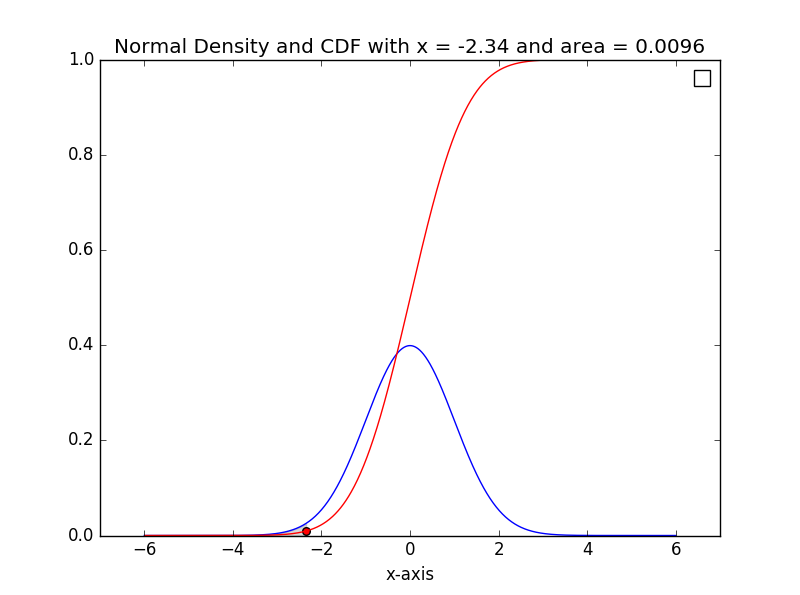 Normal Density and CDF with x = -2.34 and area = 0.0096
1.0
0.8
0.6
0.4
0.2
0.0
−6 −4 −2 0 2 4 6
x-axis